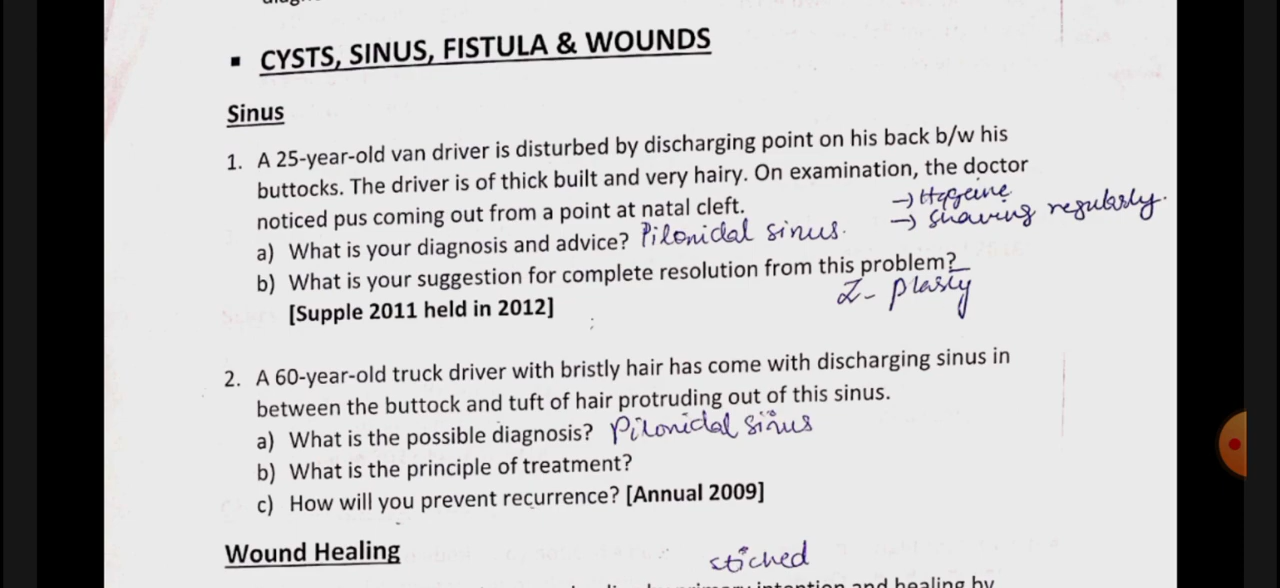 CYSTS, SINUS, FISTULA & WOUNDS
Sinus
1. A 25-year-old van driver is disturbed by discharging point on his back b/w his
buttocks. The driver is of thick built and very hairy. On examination, the doctor
noticed pus coming out from a point at natal cleft.
→ Hygeine
→ shaving regularly.
a) What is your diagnosis and advice? Pilonidal sinus.
b) What is your suggestion for complete resolution from this problem?
Z- plasty
[Supple 2011 held in 2012]
2. A 60-year-old truck driver with bristly hair has come with discharging sinus in
between the buttock and tuft of hair protruding out of this sinus.
a) What is the possible diagnosis? Pilonidal sinus
b) What is the principle of treatment?
c) How will you prevent recurrence? [Annual 2009]
Wound Healing
stiched
intention and healing by